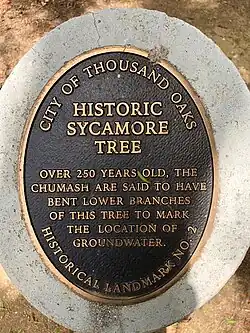 CITY OF THOUSAND OAKS
HISTORIC
SYCAMORE
TREE
OVER 250 YEARS OLD, THE
CHUMASH ARE SAID TO HAVE
BENT LOWER BRANCHES
OF THIS TREE TO MARK
THE LOCATION OF
GROUNDWATER.
HISTORICAL LANDMARK NO. 2